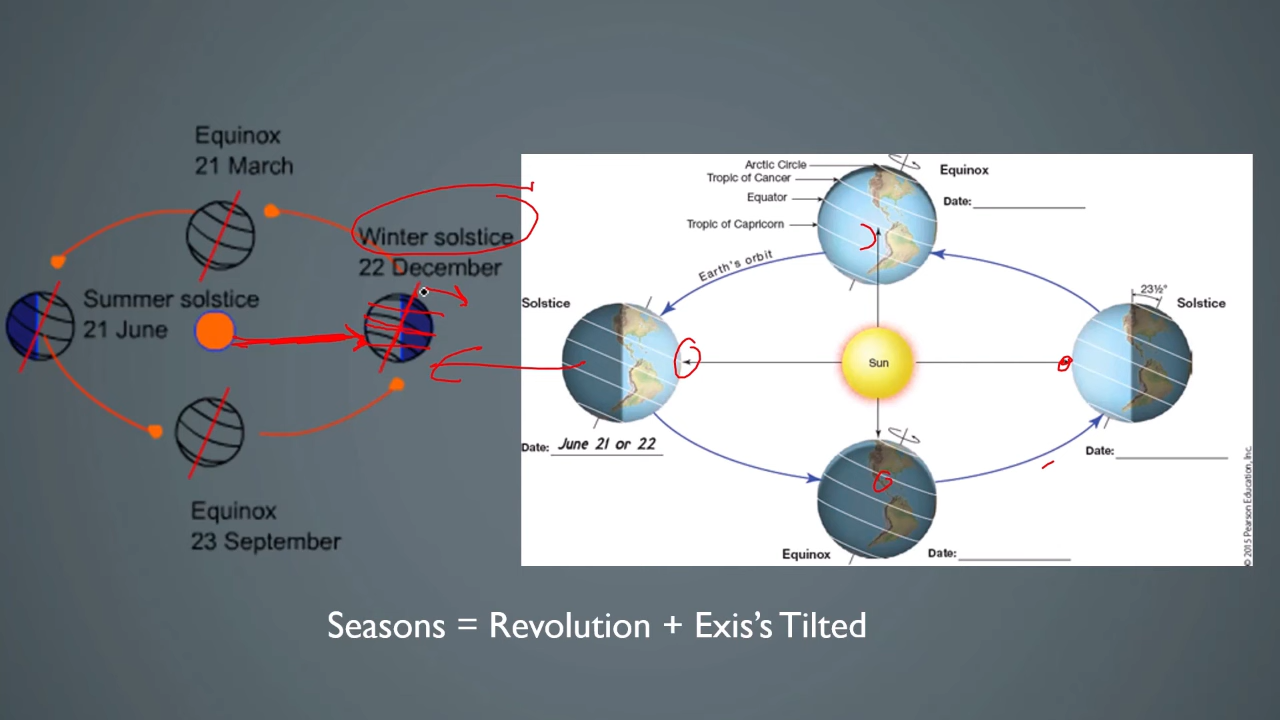 Equinox
21 March
Winter solstice
22 December
Summer solstice
21 June
Equinox
23 September
Arctic Circle
Tropic of Cancer
Equator
Tropic of Capricorn
Equinox
Date:
Earth's orbit
Solstice
Date: June 21 or 22
Sun
23½°
Solstice
Date:
Equinox
Date:
© 2015 Pearson Education, Inc.
Seasons = Revolution + Exis's Tilted